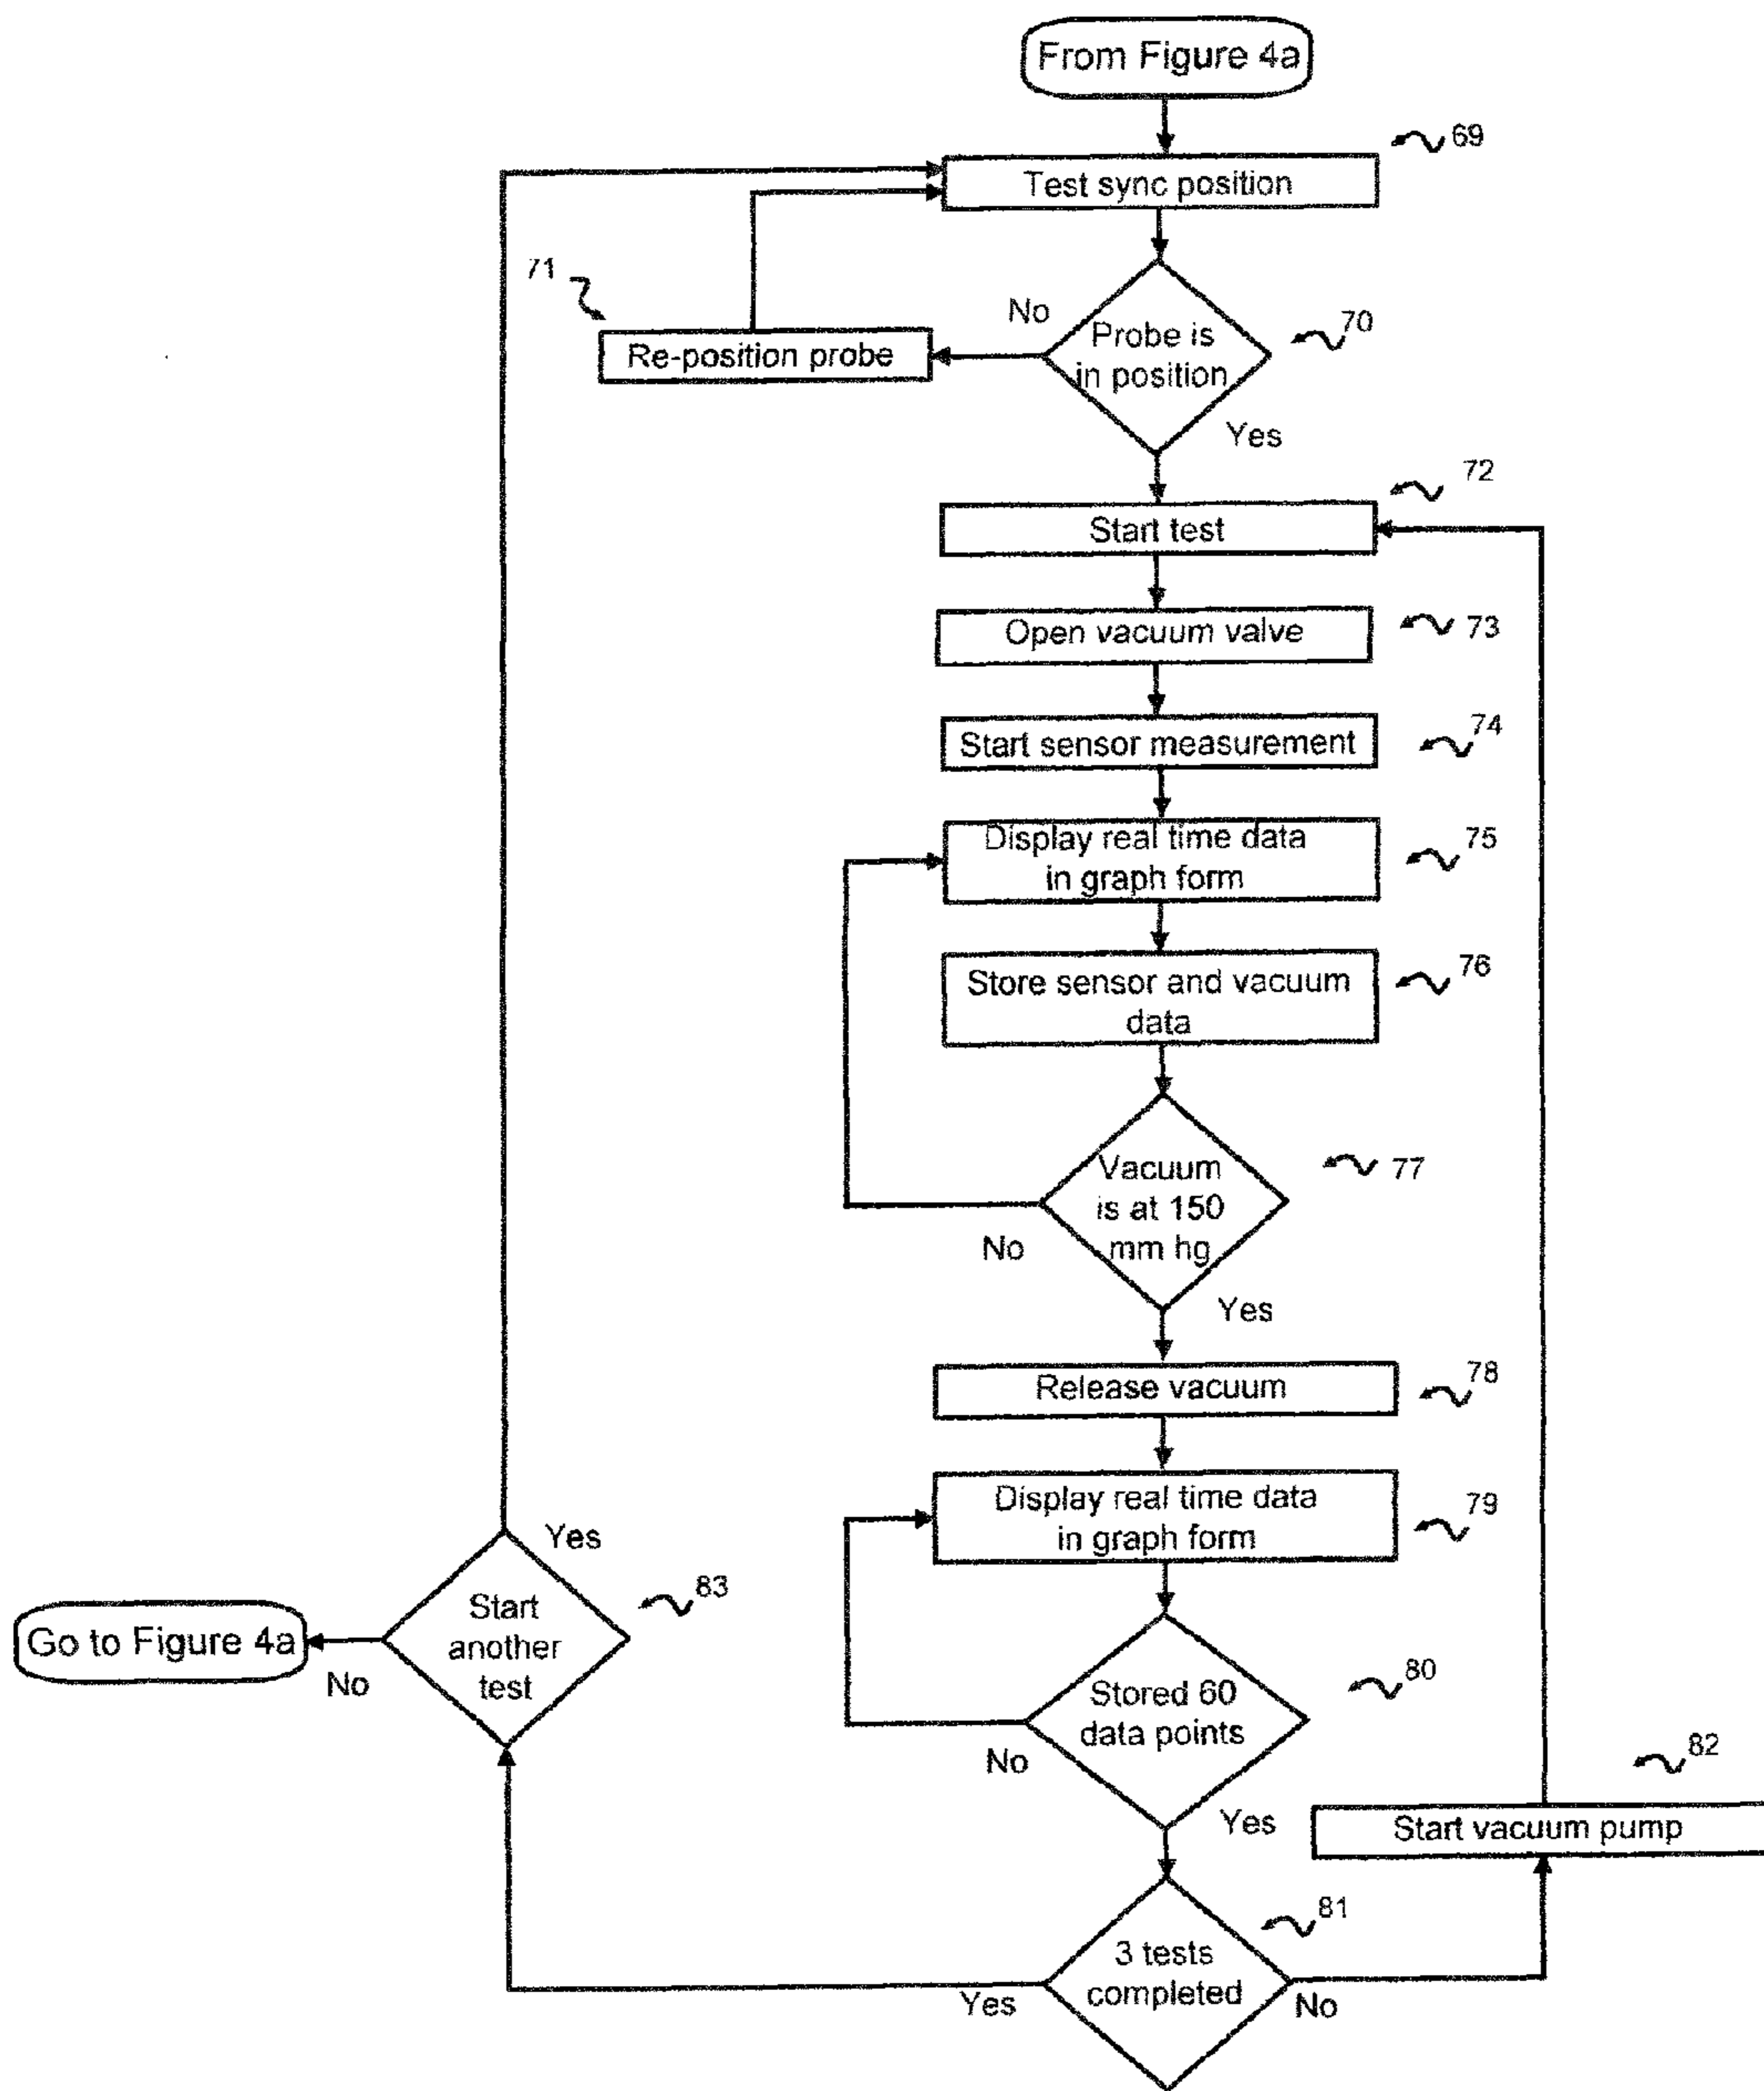 From Figure 4a
69
Test sync position
71
No
Probe is
in position
70
Re-position probe
Yes
72
Start test
Open vacuum valve
73
Start sensor measurement
74
Display real time data
in graph form
75
Store sensor and vacuum
data
76
Vacuum
is at 150
mm hg
77
No
Yes
Release vacuum
78
Display real time data
in graph form
79
Yes
Start
another
test
83
Go to Figure 4a
No
Stored 60
data points
80
No
Yes
82
Start vacuum pump
3 tests
completed
81
Yes
No